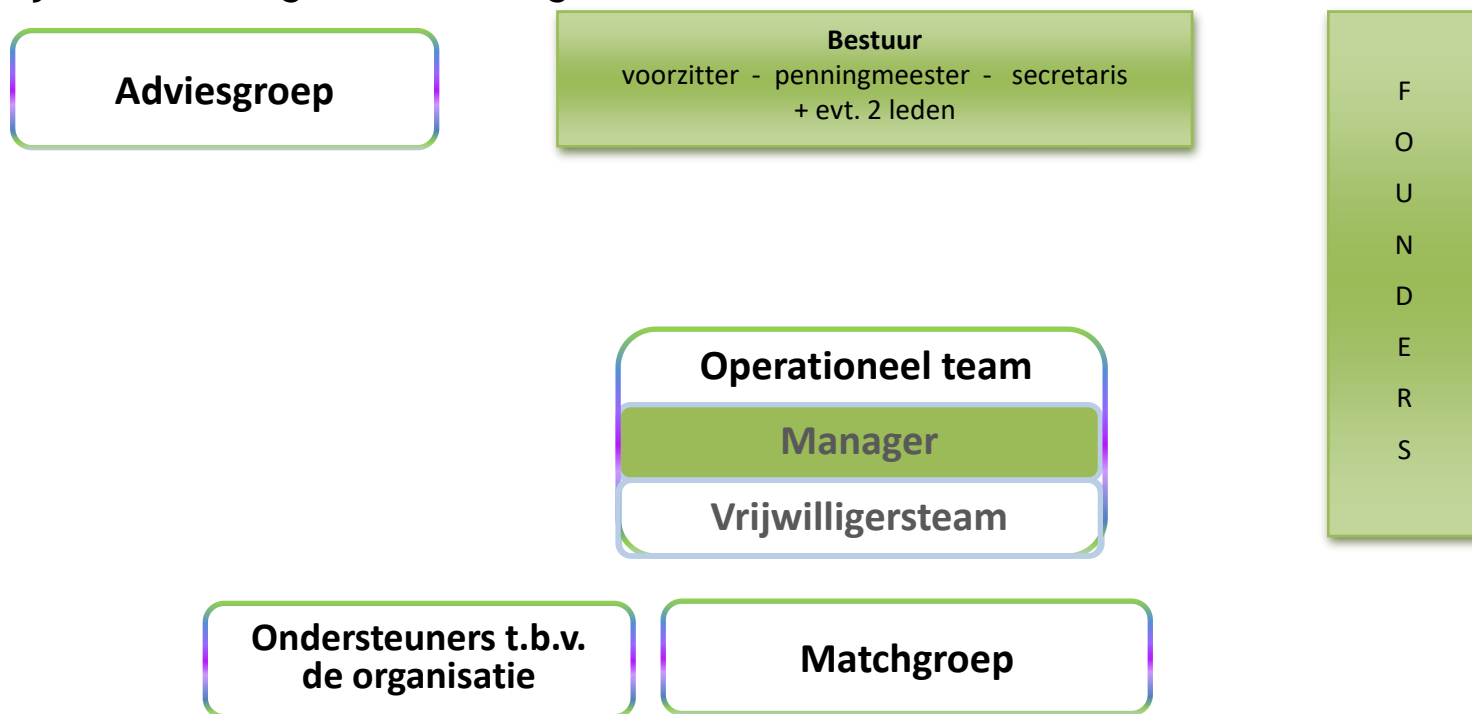 Adviesgroep
Bestuur
voorzitter - penningmeester - secretaris
+ evt. 2 leden
F
O
U
N
D
E
R
S
Operationeel team
Manager
Vrijwilligersteam
Ondersteuners t.b.v.
de organisatie
Matchgroep